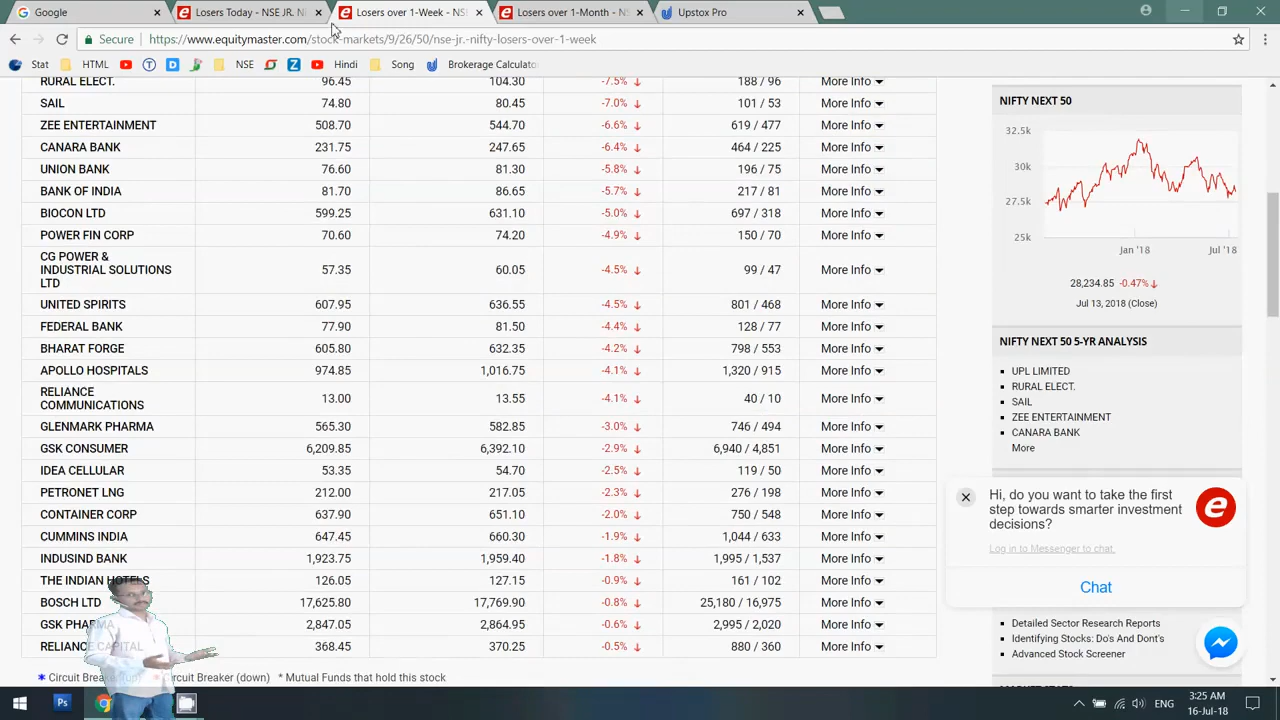 Google
Losers Today - NSE JR. NI
Losers over 1-Week - NS
Losers over 1-Month - NS
Upstox Pro
Secure
https://www.equitymaster.com/stock-markets/9/26/50/nse-jr.-nifty-losers-over-1-week
Stat HTML NSE Hindi Song Brokerage Calculato
RURAL ELECT. 96.45 104.30 -7.5% 188 / 96 More Info
SAIL 74.80 80.45 -7.0% 101 / 53 More Info
ZEE ENTERTAINMENT 508.70 544.70 -6.6% 619 / 477 More Info
CANARA BANK 231.75 247.65 -6.4% 464 / 225 More Info
UNION BANK 76.60 81.30 -5.8% 196 / 75 More Info
BANK OF INDIA 81.70 86.65 -5.7% 217 / 81 More Info
BIOCON LTD 599.25 631.10 -5.0% 697 / 318 More Info
POWER FIN CORP 70.60 74.20 -4.9% 150 / 70 More Info
CG POWER &
INDUSTRIAL SOLUTIONS 57.35 60.05 -4.5% 99 / 47 More Info
LTD
UNITED SPIRITS 607.95 636.55 -4.5% 801 / 468 More Info
FEDERAL BANK 77.90 81.50 -4.4% 128 / 77 More Info
BHARAT FORGE 605.80 632.35 -4.2% 798 / 553 More Info
APOLLO HOSPITALS 974.85 1,016.75 -4.1% 1,320 / 915 More Info
RELIANCE
COMMUNICATIONS 13.00 13.55 -4.1% 40 / 10 More Info
GLENMARK PHARMA 565.30 582.85 -3.0% 746 / 494 More Info
GSK CONSUMER 6,209.85 6,392.10 -2.9% 6,940 / 4,851 More Info
IDEA CELLULAR 53.35 54.70 -2.5% 119 / 50 More Info
PETRONET LNG 212.00 217.05 -2.3% 276 / 198 More Info
CONTAINER CORP 637.90 651.10 -2.0% 750 / 548 More Info
CUMMINS INDIA 647.45 660.30 -1.9% 1,044 / 633 More Info
INDUSIND BANK 1,923.75 1,959.40 -1.8% 1,995 / 1,537 More Info
THE INDIAN HOTELS 126.05 127.15 -0.9% 161 / 102 More Info
BOSCH LTD 17,625.80 17,769.90 -0.8% 25,180 / 16,975 More Info
GSK PHARMA 2,847.05 2,864.95 -0.6% 2,995 / 2,020 More Info
RELIANCE CAPITAL 368.45 370.25 -0.5% 880 / 360 More Info
* Circuit Breaker (down) * Mutual Funds that hold this stock
NIFTY NEXT 50
32.5k
30k
27.5k
25k
Jan '18 Jul '18
28,234.85 -0.47%
Jul 13, 2018 (Close)
NIFTY NEXT 50 5-YR ANALYSIS
UPL LIMITED
RURAL ELECT.
SAIL
ZEE ENTERTAINMENT
CANARA BANK
More
Hi, do you want to take the first
step towards smarter investment
decisions?
Log in to Messenger to chat.
Chat
Detailed Sector Research Reports
Identifying Stocks: Do's And Dont's
Advanced Stock Screener
ENG
3:25 AM
16-Jul-18